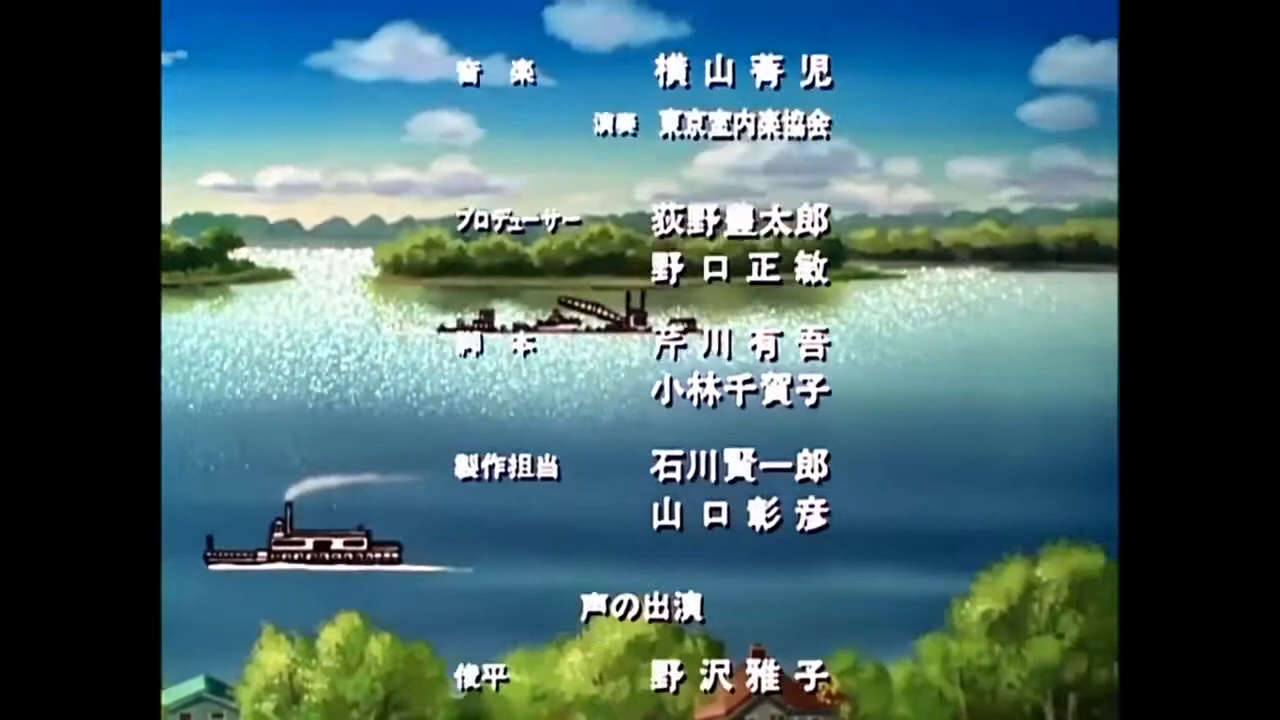 音楽 横山菁児
演奏 東京室内楽協会
プロデューサー 荻野豊太郎
野口正敏
脚本 芹川有吾
小林千賀子
製作担当 石川賢一郎
山口彰彦
声の出演
俊平 野沢雅子